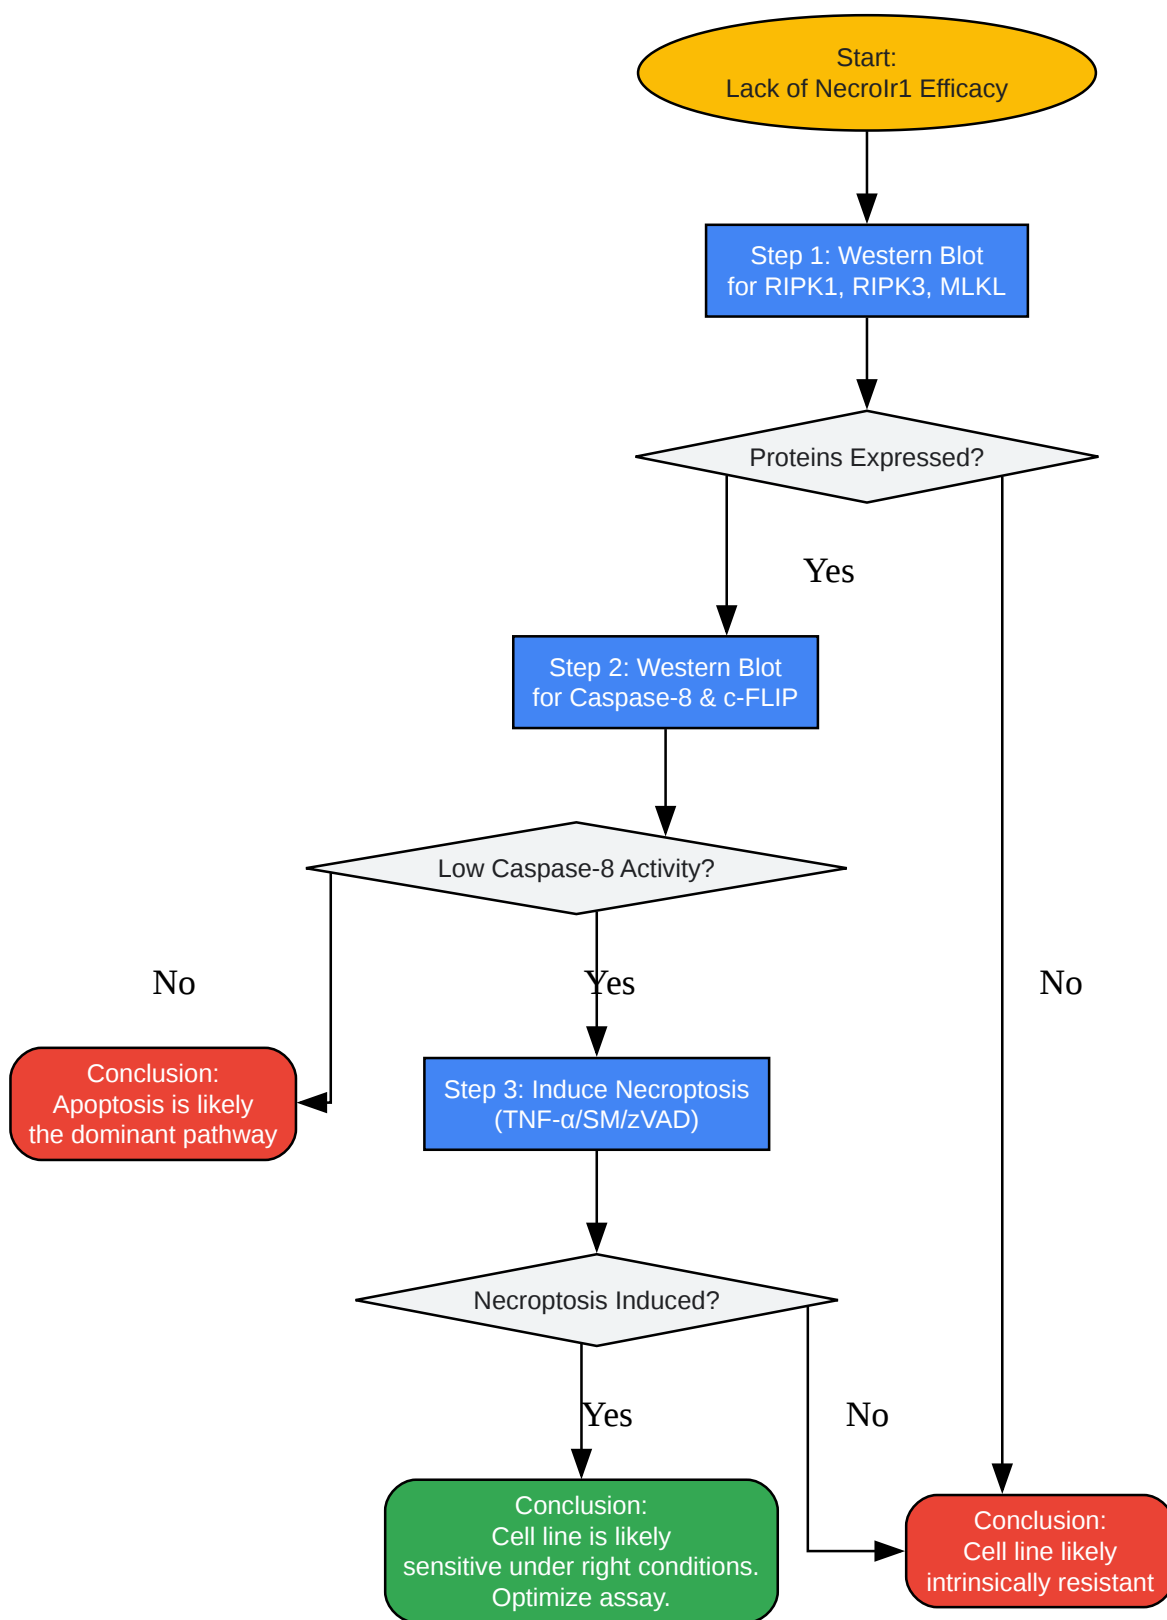 Start:
Lack of NecroIr1 Efficacy
Step 1: Western Blot
for RIPK1, RIPK3, MLKL
Proteins Expressed?
Yes
Step 2: Western Blot
for Caspase-8 & c-FLIP
Low Caspase-8 Activity?
No
Yes
No
Conclusion:
Apoptosis is likely
the dominant pathway
Step 3: Induce Necroptosis
(TNF-α/SM/zVAD)
Necroptosis Induced?
Yes
No
Conclusion:
Cell line is likely
sensitive under right conditions.
Optimize assay.
Conclusion:
Cell line likely
intrinsically resistant